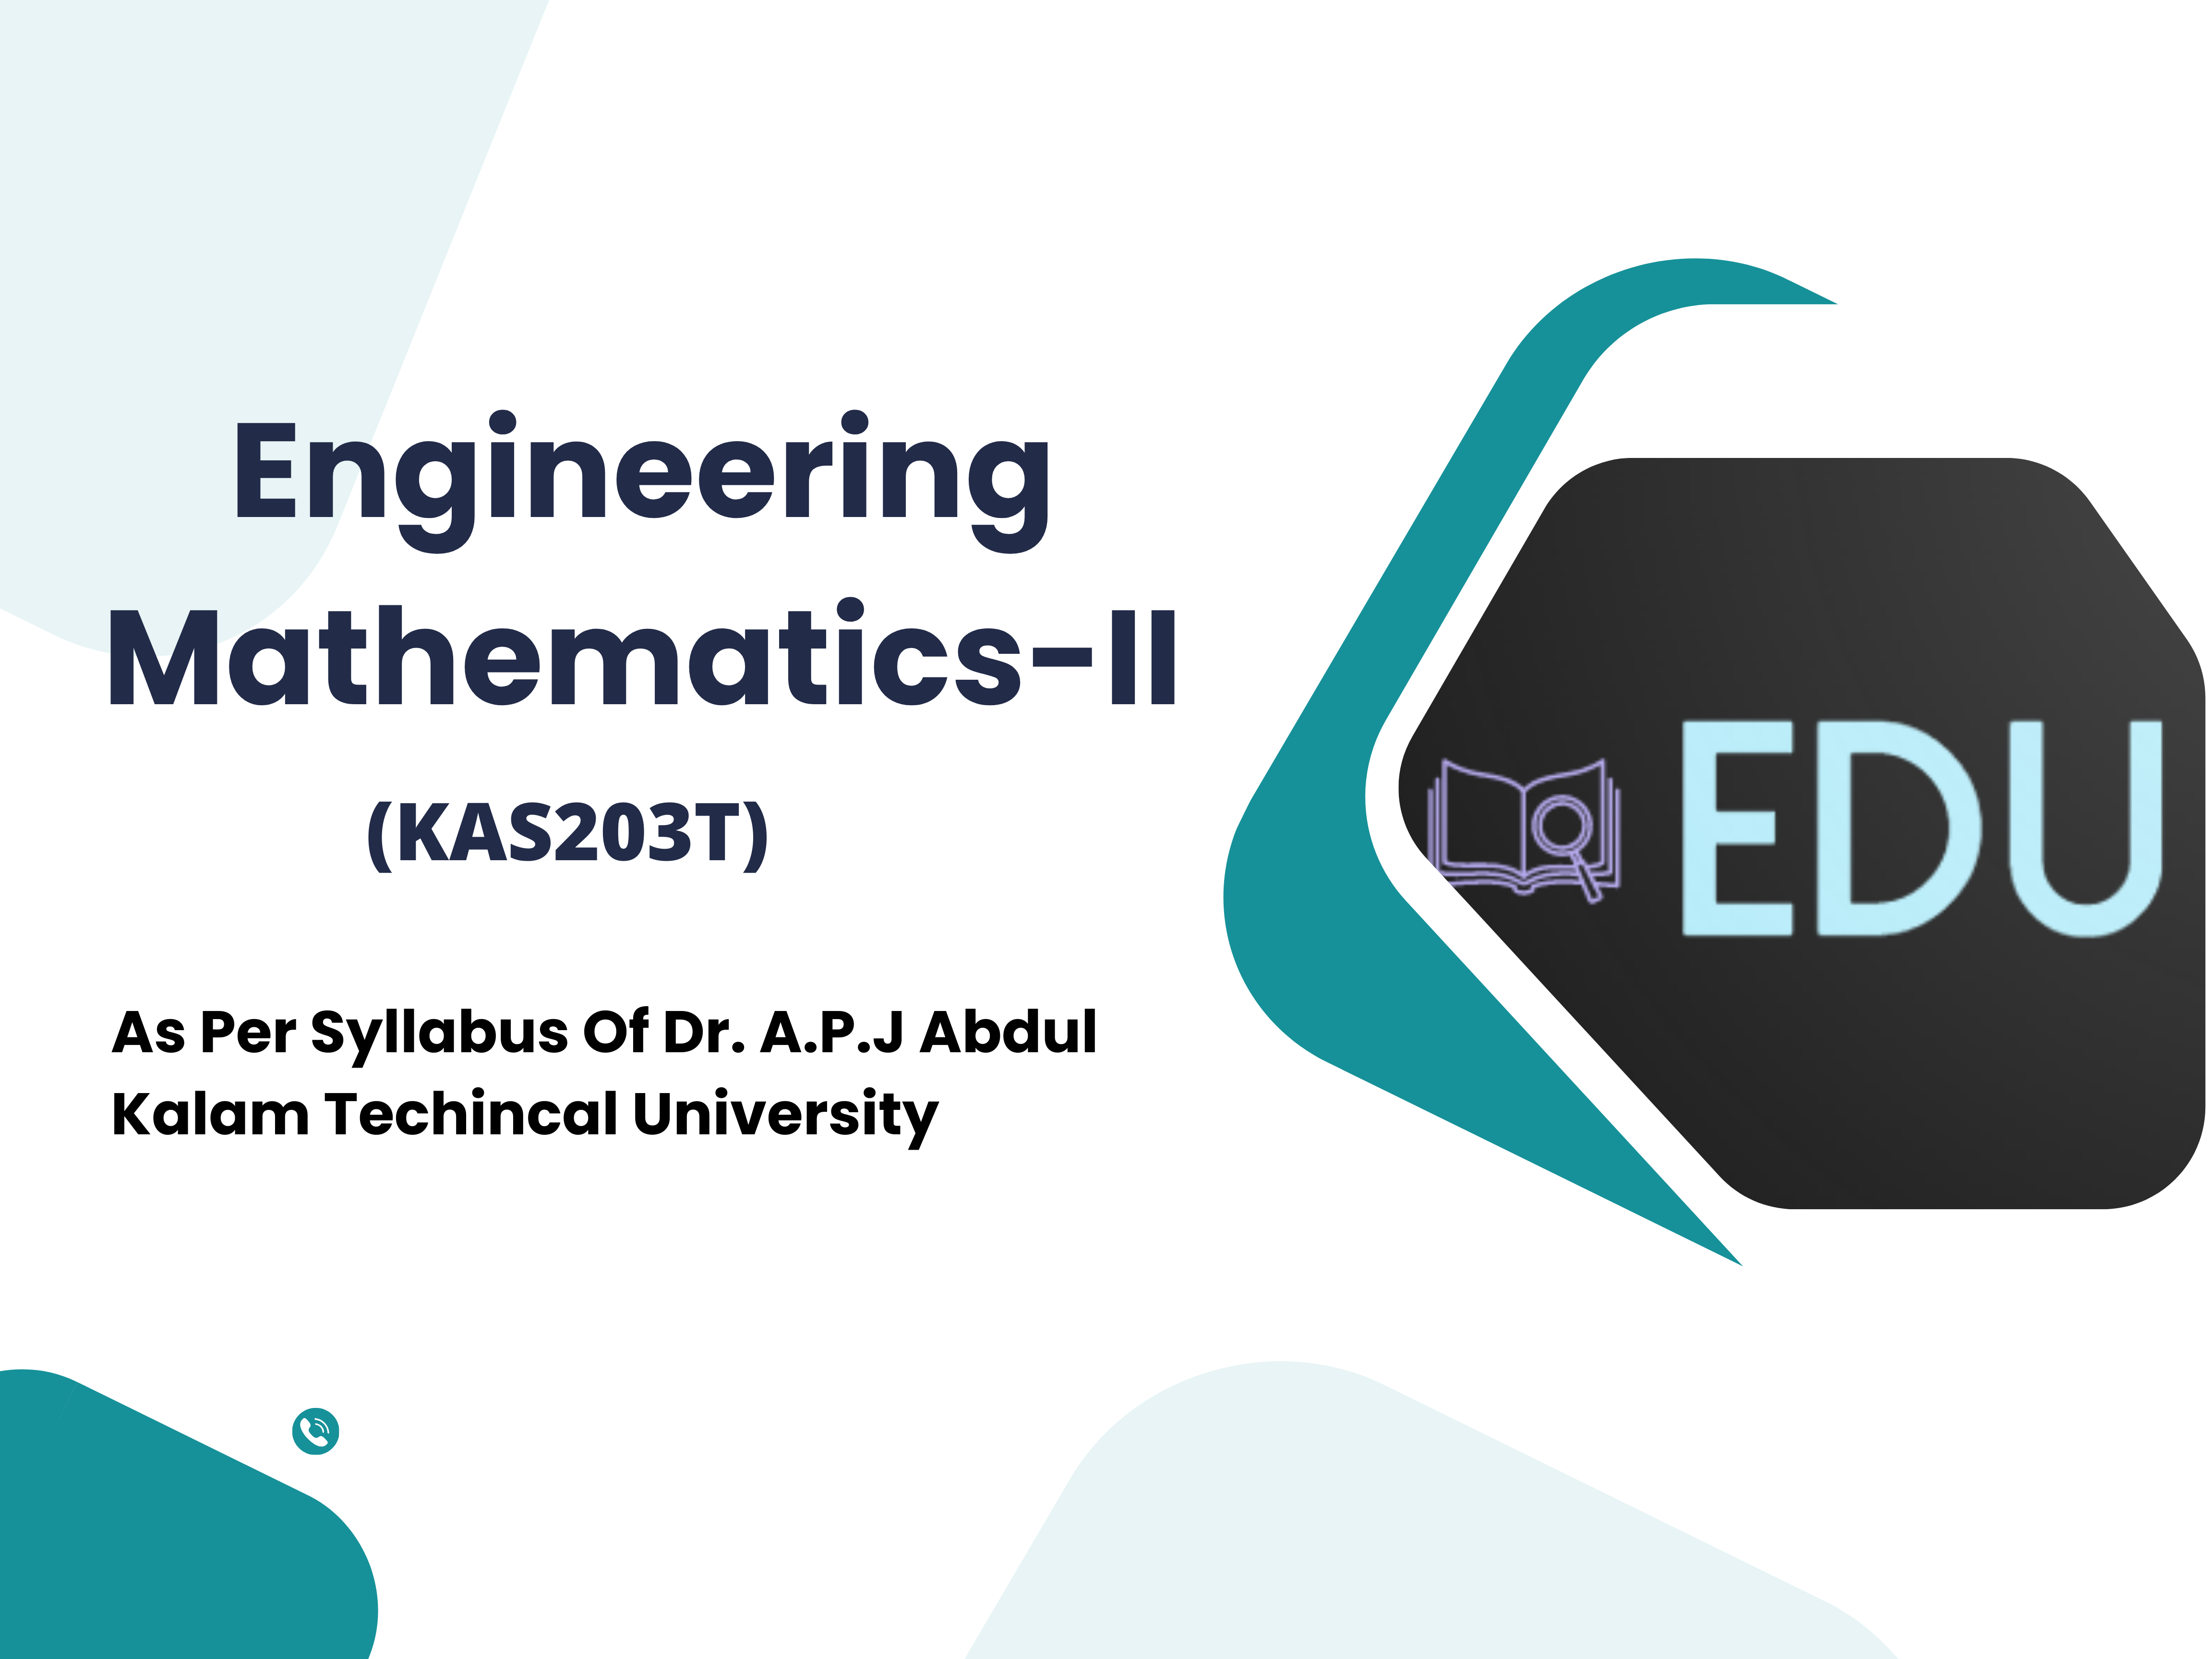 Engineering
Mathematics-II
(KAS203T)
As Per Syllabus Of Dr. A.P.J Abdul
Kalam Techincal University
EDU